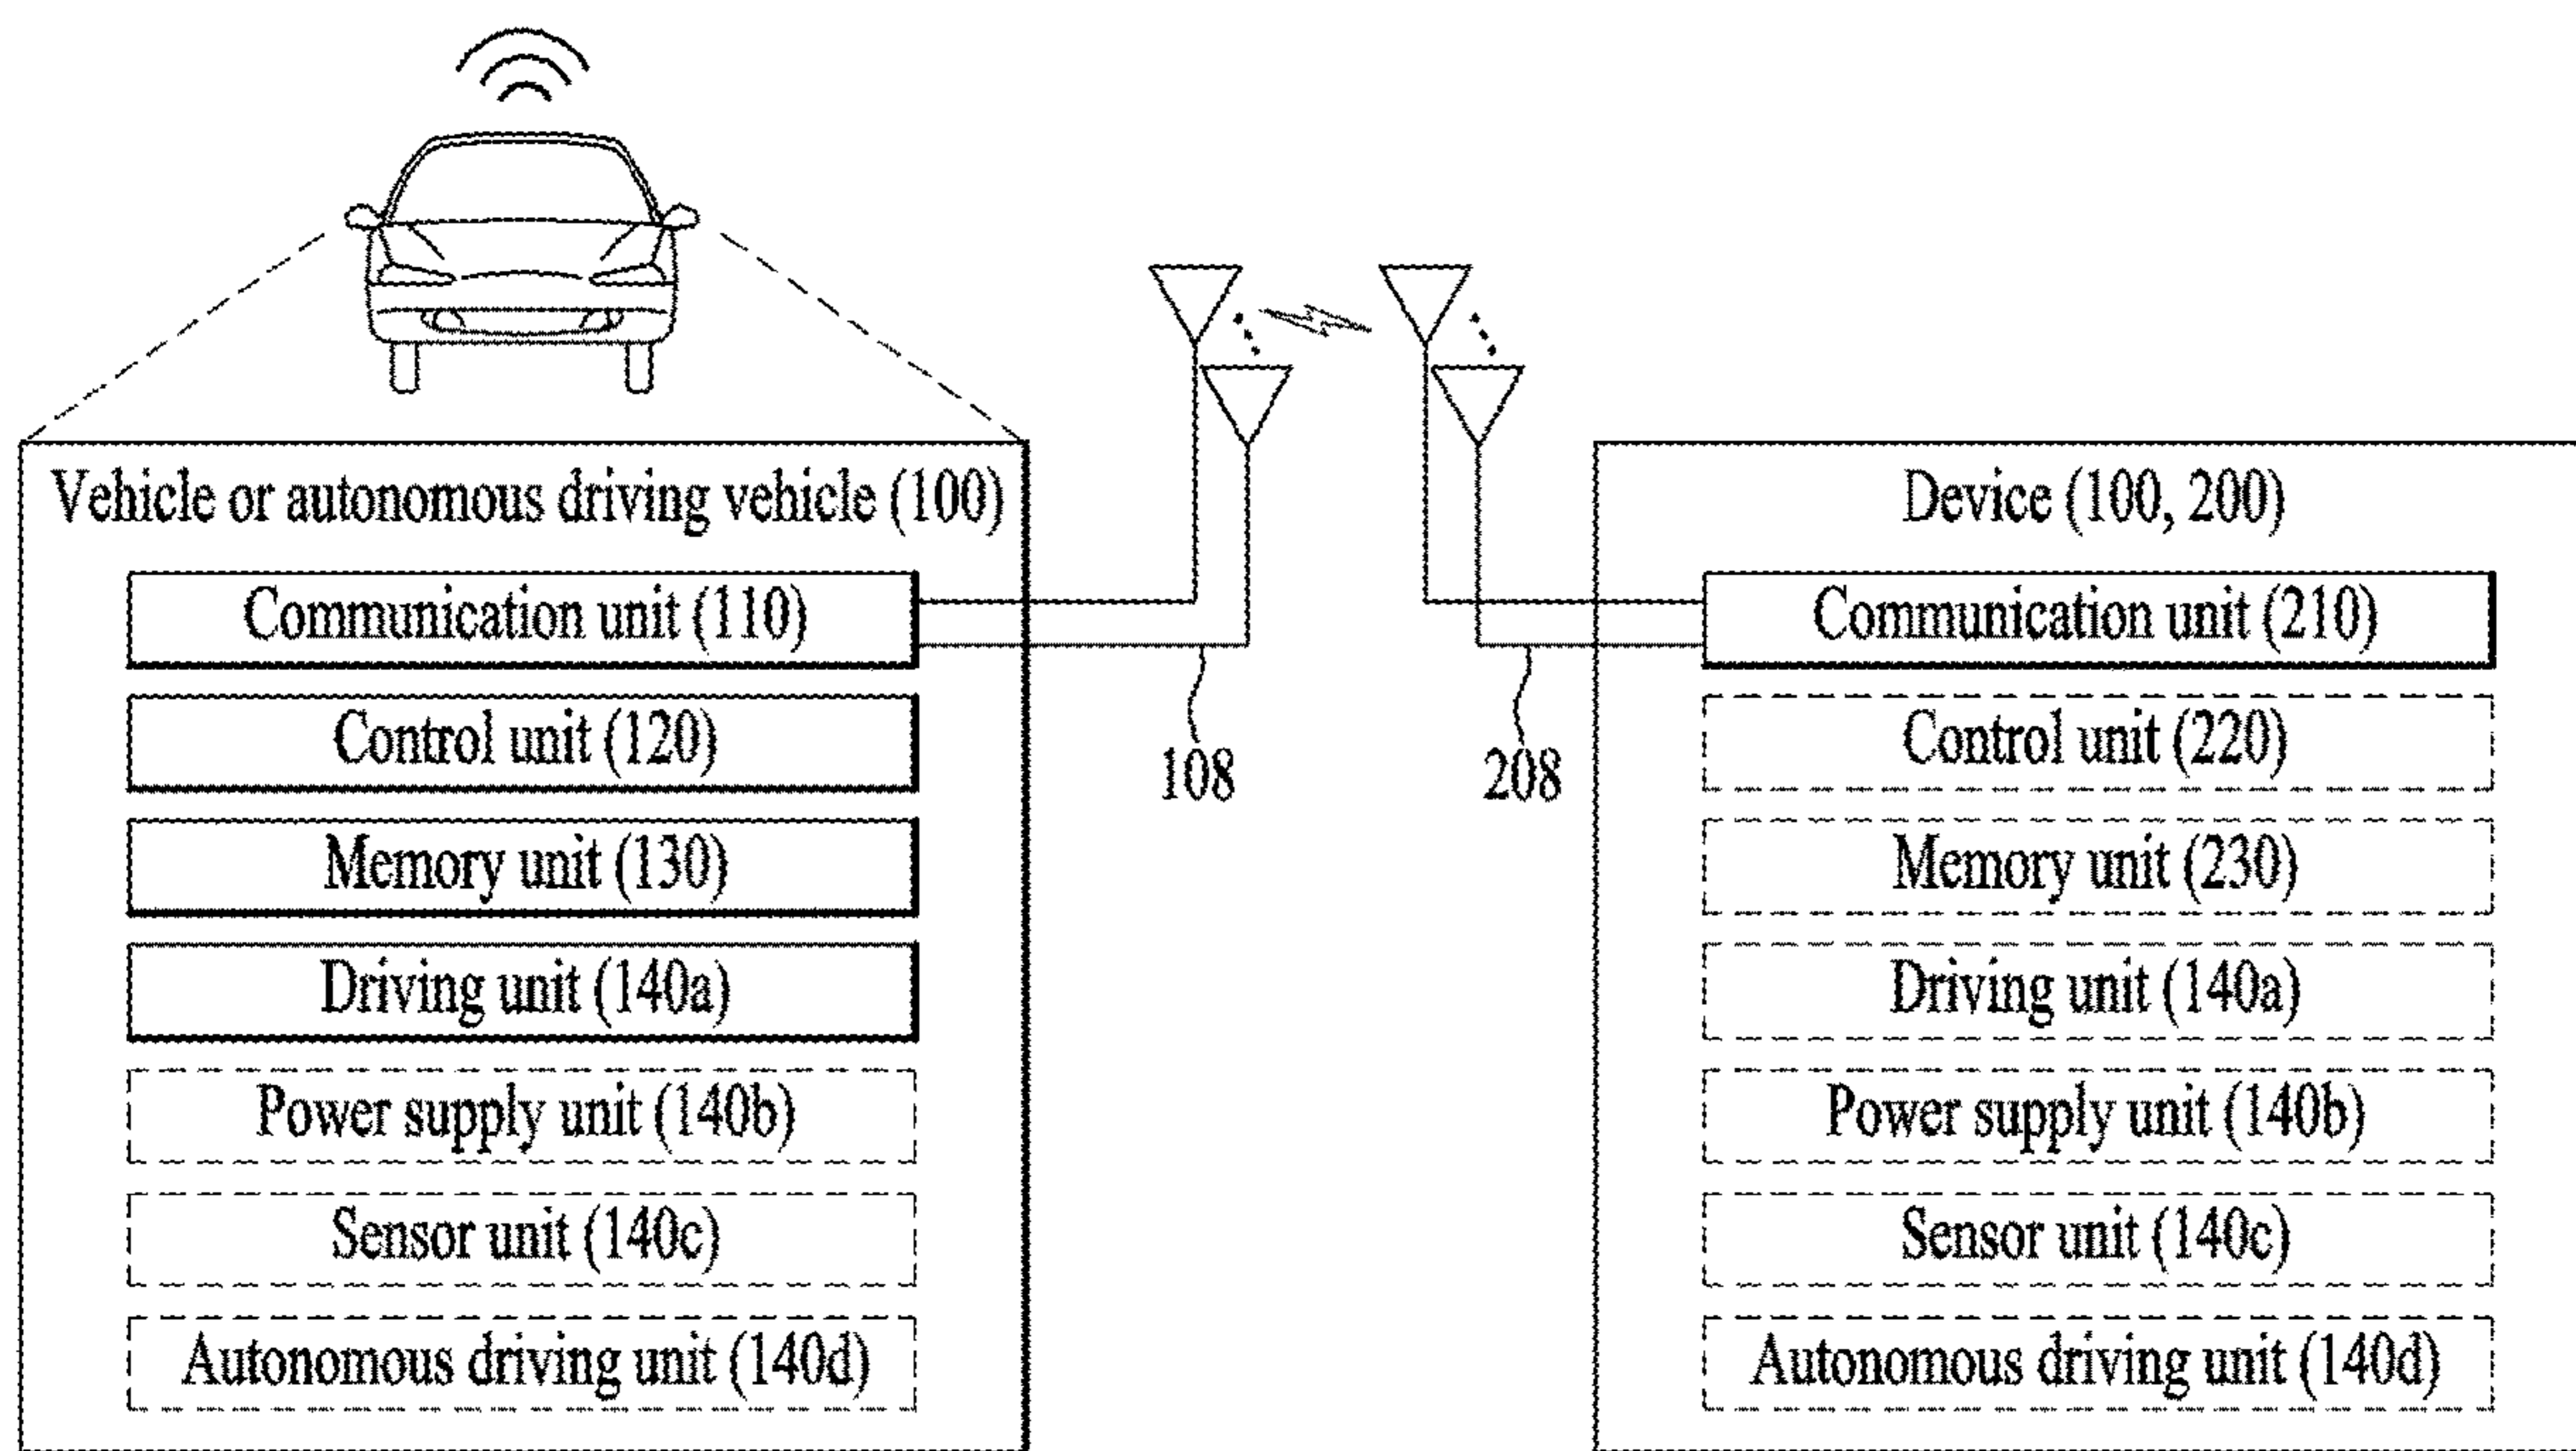 Vehicle or autonomous driving vehicle (100)
Communication unit (110)
Control unit (120)
Memory unit (130)
Driving unit (140a)
Power supply unit (140b)
Sensor unit (140c)
Autonomous driving unit (140d)
108
208
Device (100, 200)
Communication unit (210)
Control unit (220)
Memory unit (230)
Driving unit (140a)
Power supply unit (140b)
Sensor unit (140c)
Autonomous driving unit (140d)